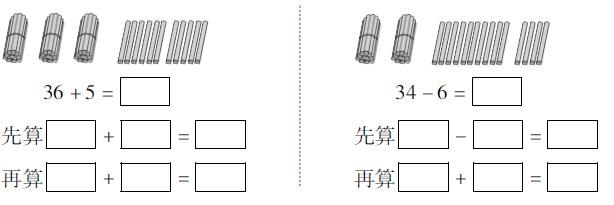 36 + 5 =
先算 + =
再算 + =
34 − 6 =
先算 − =
再算 + =